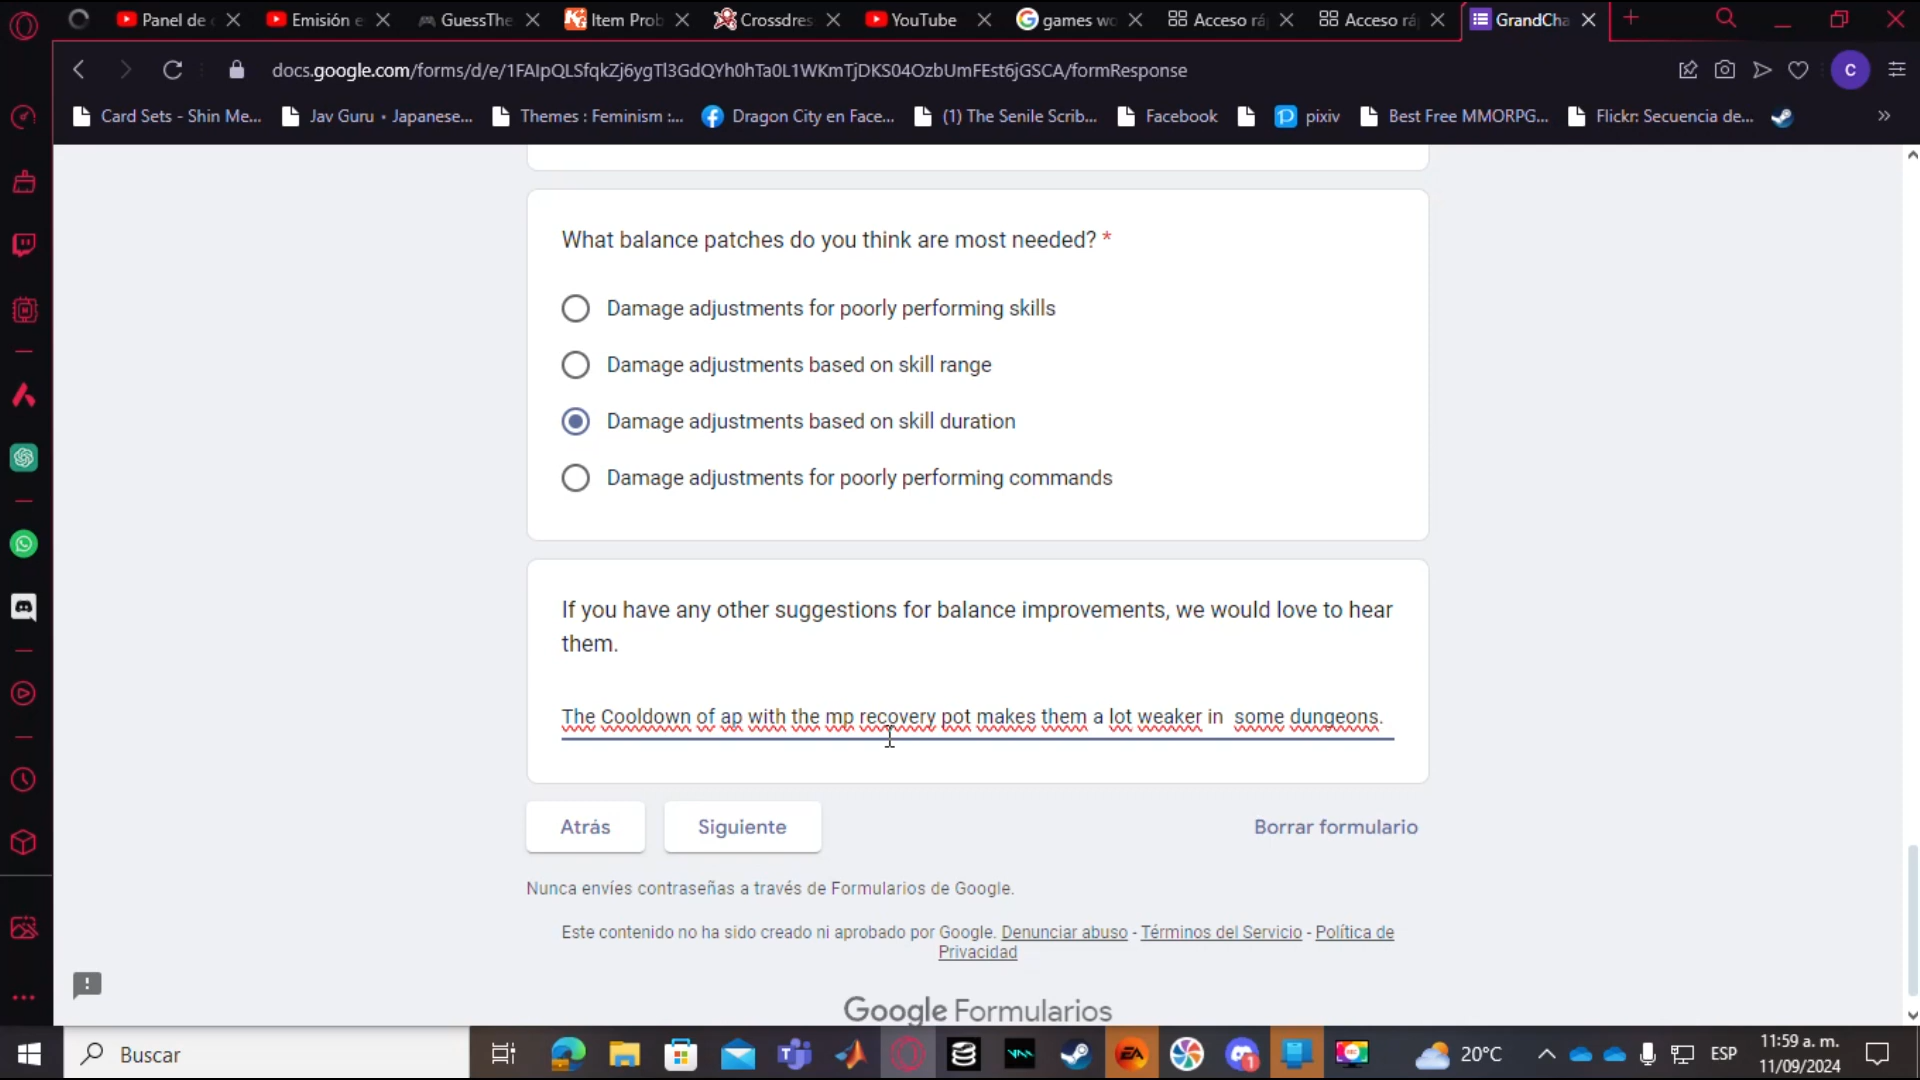 Panel de
Emisión e
GuessThe
Item Prob
Crossdres
YouTube
games wo
Acceso rá
Acceso rá
GrandCha
docs.google.com/forms/d/e/1FAIpQLSfqkZj6ygTl3GdQYh0hTa0L1WKmTjDKS04OzbUmFEst6jGSCA/formResponse
C
Card Sets - Shin Me...
Jav Guru • Japanese...
Themes : Feminism :...
Dragon City en Face...
(1) The Senile Scrib...
Facebook
pixiv
Best Free MMORPG...
Flickr: Secuencia de...
What balance patches do you think are most needed? *
Damage adjustments for poorly performing skills
Damage adjustments based on skill range
Damage adjustments based on skill duration
Damage adjustments for poorly performing commands
If you have any other suggestions for balance improvements, we would love to hear
them.
The Cooldown of ap with the mp recovery pot makes them a lot weaker in  some dungeons.
Atrás
Siguiente
Borrar formulario
Nunca envíes contraseñas a través de Formularios de Google.
Este contenido no ha sido creado ni aprobado por Google. Denunciar abuso - Términos del Servicio - Política de
Privacidad
Google Formularios
Buscar
EA
1
20°C
ESP
11:59 a. m.
11/09/2024